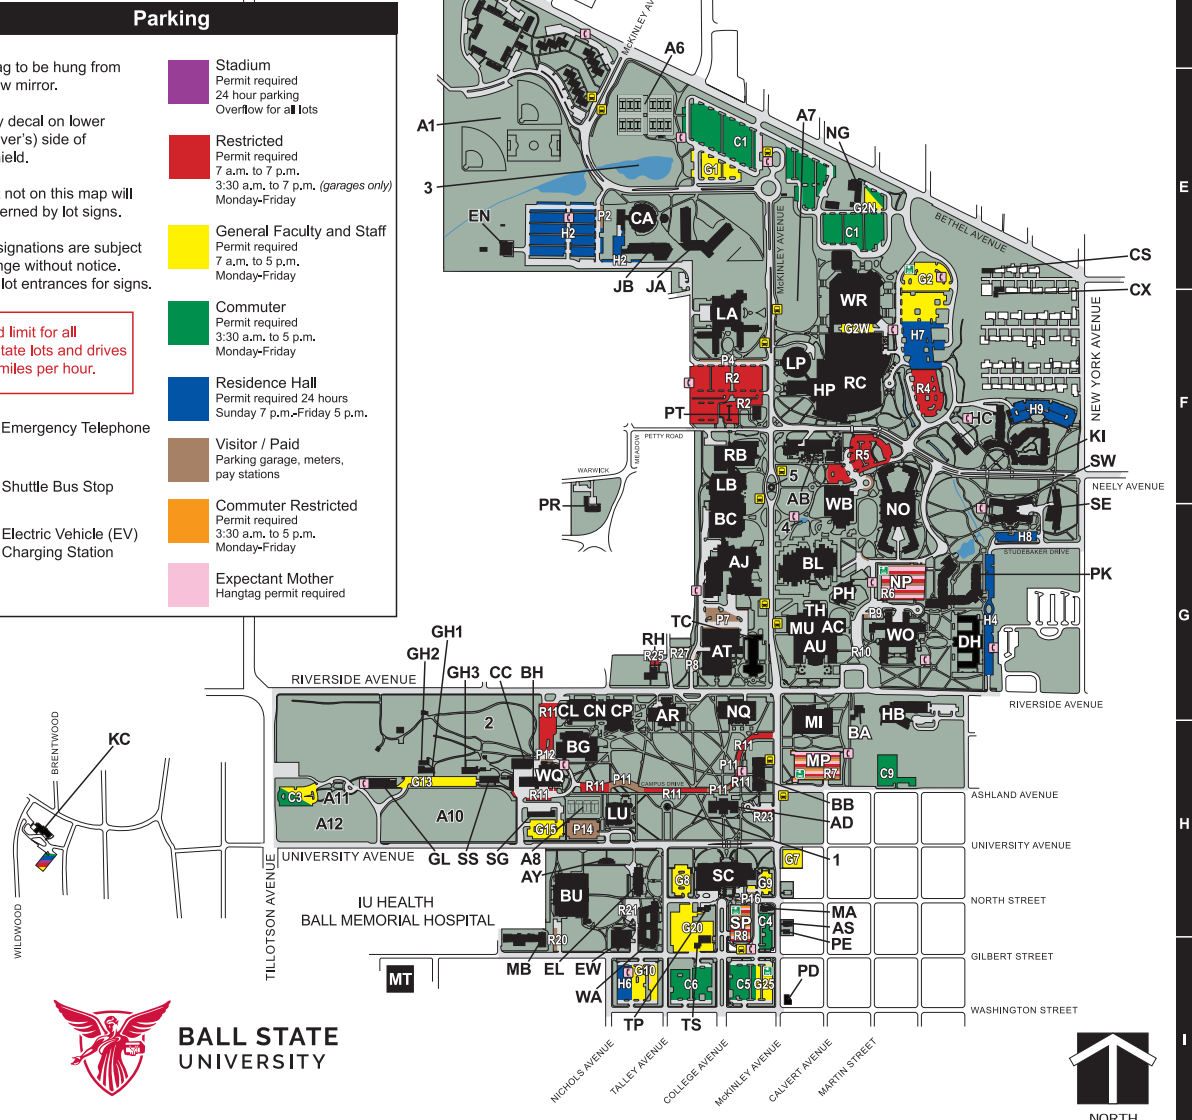 Parking
ag to be hung from
w mirror.
y decal on lower
ver's) side of
ield.
not on this map will
erned by lot signs.
signations are subject
nge without notice.
lot entrances for signs.
d limit for all
tate lots and drives
miles per hour.
Emergency Telephone
Shuttle Bus Stop
Electric Vehicle (EV)
Charging Station
Stadium
Permit required
24 hour parking
Overflow for all lots
Restricted
Permit required
7 a.m. to 7 p.m.
3:30 a.m. to 7 p.m. (garages only)
Monday-Friday
General Faculty and Staff
Permit required
7 a.m. to 5 p.m.
Monday-Friday
Commuter
Permit required
3:30 a.m. to 5 p.m.
Monday-Friday
Residence Hall
Permit required 24 hours
Sunday 7 p.m.-Friday 5 p.m.
Visitor / Paid
Parking garage, meters,
pay stations
Commuter Restricted
Permit required
3:30 a.m. to 5 p.m.
Monday-Friday
Expectant Mother
Hangtag permit required
McKINLEY AV
A6
A1
C1
A7
NG
G1
3
E
G2N
EN
P2
CA
H2
C1
BETHEL AVENUE
McKINLEY AVENUE
H2
JB
JA
CS
G2
CX
WR
LA
G2W
H7
NEW YORK AVENUE
P4
LP
R2
HP
RC
R4
F
R2
PT
HC
H9
PETTY ROAD
MEADOW
KI
RB
R5
WARWICK
SW
5
LB
AB
NEELY AVENUE
PR
WB
NO
SE
BC
4
H8
STUDEBAKER DRIVE
AJ
BL
PK
NP
R6
PH
TH
P7
P9
G
TC
MU
AC
H4
WO
RH
AT
AU
DH
R25
R27
P8
R10
GH1
GH2
GH3
CC
BH
RIVERSIDE AVENUE
RIVERSIDE AVENUE
R11
CL
CN
CP
AR
NQ
MI
HB
BA
2
KC
BG
R11
BRENTWOOD
P12
MP
R7
WQ
P11
C9
G13
R11
P11
CAMPUS DRIVE
R11
C3
A11
R11
R11
P11
BB
ASHLAND AVENUE
A12
A10
LU
R23
AD
H
G15
P14
UNIVERSITY AVENUE
GL
SS
SG
A8
1
UNIVERSITY AVENUE
G7
AY
SC
G8
G9
IU HEALTH
BALL MEMORIAL HOSPITAL
BU
P16
NORTH STREET
R21
MA
SP
C4
AS
WILDWOOD
TILLOTSON AVENUE
G20
R8
PE
R20
MB
EL
EW
GILBERT STREET
MT
WA
H6
G10
C6
C5
G25
PD
WASHINGTON STREET
TP
TS
I
BALL STATE
UNIVERSITY
NICHOLS AVENUE
TALLEY AVENUE
COLLEGE AVENUE
McKINLEY AVENUE
CALVERT AVENUE
MARTIN STREET
NORTH